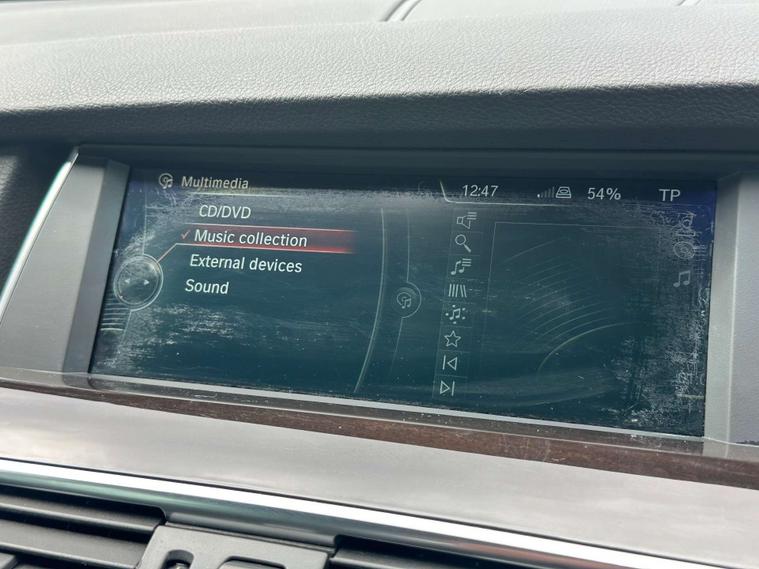 Multimedia
12:47 54% TP
CD/DVD
✓ Music collection
External devices
Sound